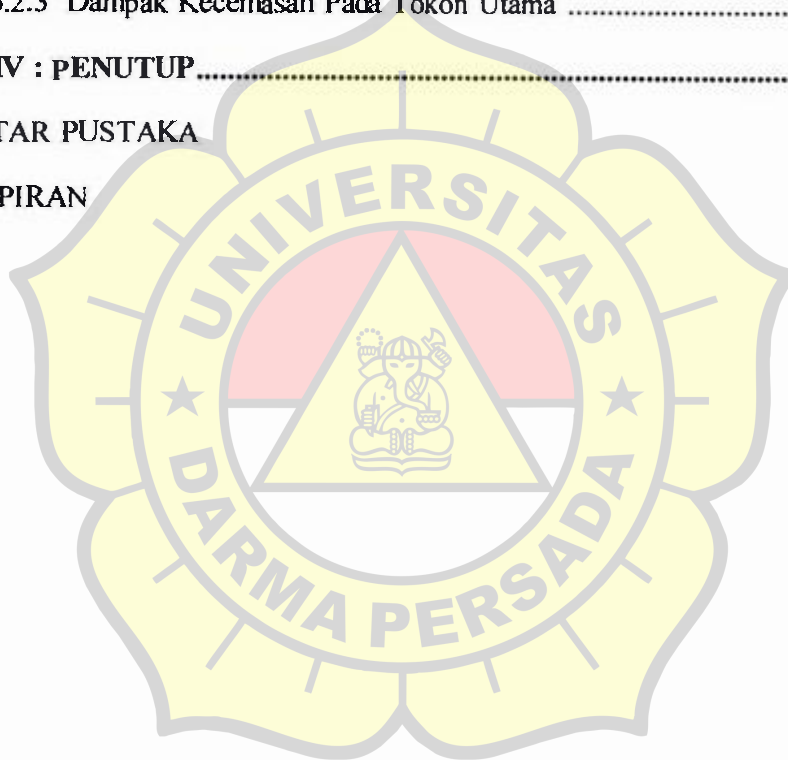 3.2.3 Dampak Kecemasan Pada Tokoh Utama ..........................
IV : PENUTUP..........................................................................
TAR PUSTAKA
PIRAN
UNIVERSITAS
DARMA PERSADA